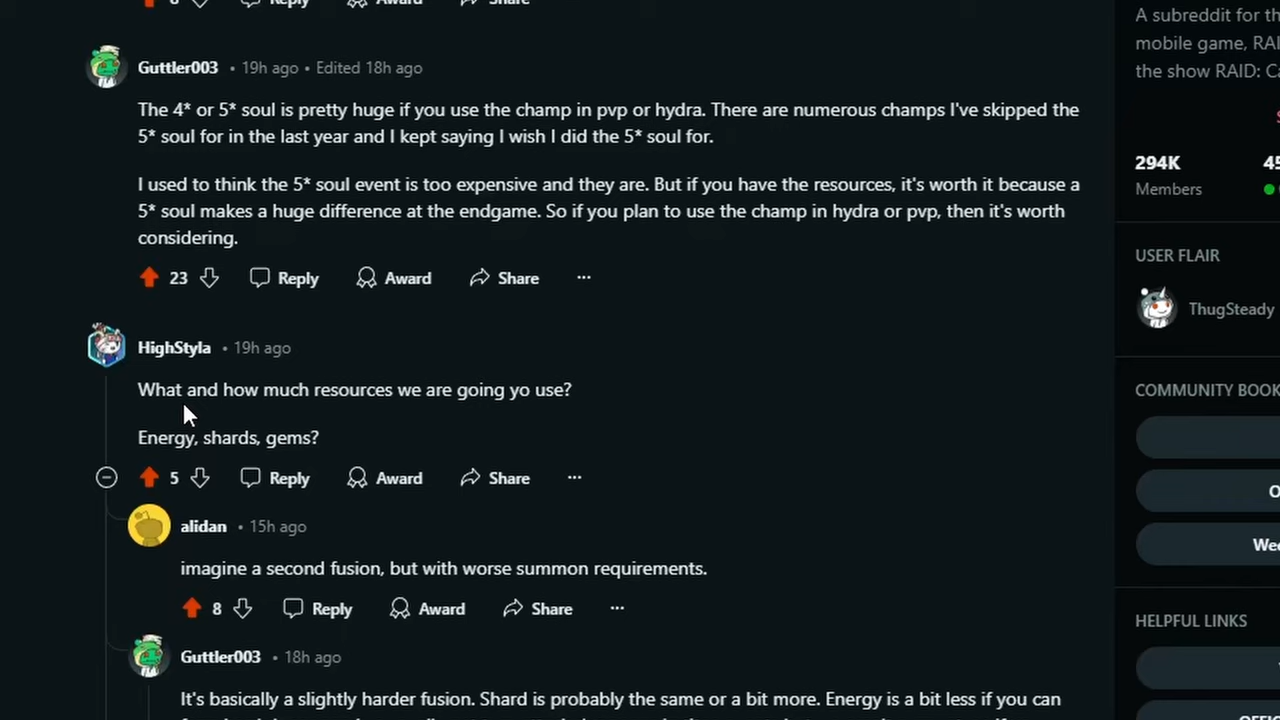 8 Reply Award Share
Guttler003 • 19h ago • Edited 18h ago
The 4* or 5* soul is pretty huge if you use the champ in pvp or hydra. There are numerous champs I've skipped the
5* soul for in the last year and I kept saying I wish I did the 5* soul for.
I used to think the 5* soul event is too expensive and they are. But if you have the resources, it's worth it because a
5* soul makes a huge difference at the endgame. So if you plan to use the champ in hydra or pvp, then it's worth
considering.
23 Reply Award Share ...
HighStyla • 19h ago
What and how much resources we are going yo use?
Energy, shards, gems?
5 Reply Award Share ...
alidan • 15h ago
imagine a second fusion, but with worse summon requirements.
8 Reply Award Share ...
Guttler003 • 18h ago
It's basically a slightly harder fusion. Shard is probably the same or a bit more. Energy is a bit less if you can
A subreddit for th
mobile game, RAI
the show RAID: Ca
294K 45
Members
USER FLAIR
ThugSteady
COMMUNITY BOOK
O
Wee
HELPFUL LINKS